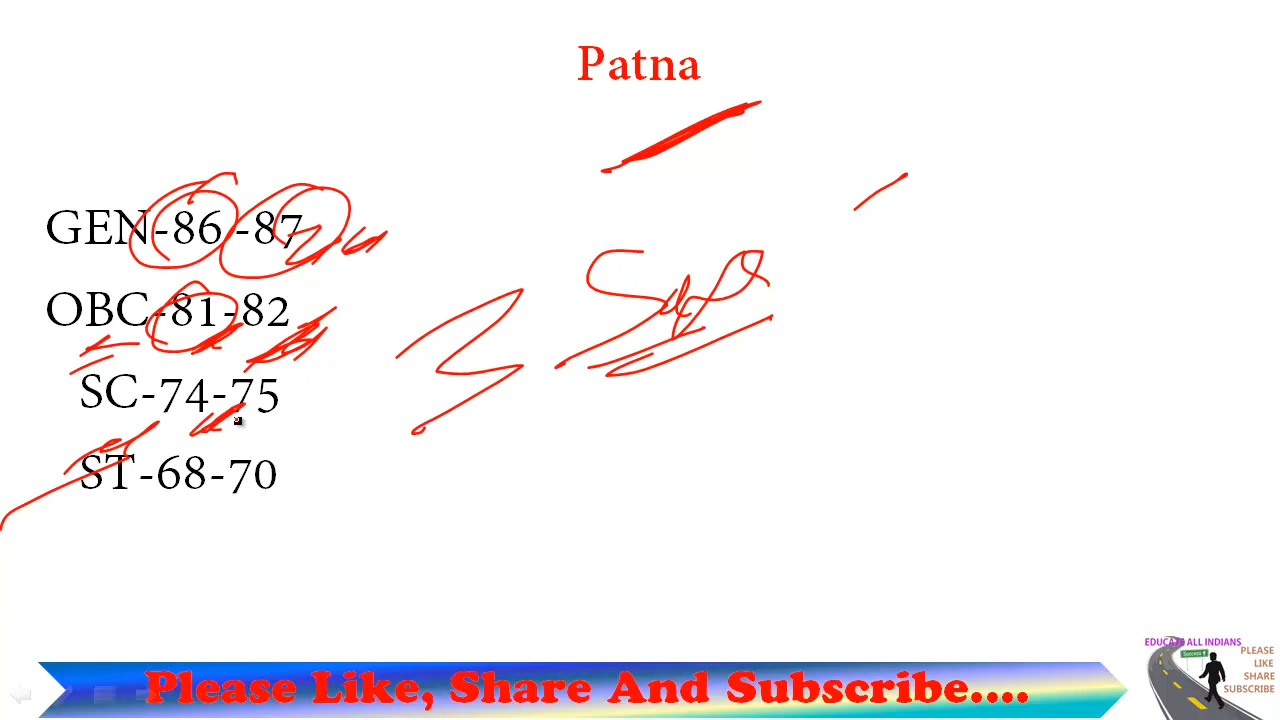 Patna
GEN-86 -87
OBC-81-82
SC-74-75
ST-68-70
EDUCATE ALL INDIANS
Success
PLEASE
LIKE
SHARE
SUBSCRIBE
Please Like, Share And Subscribe....